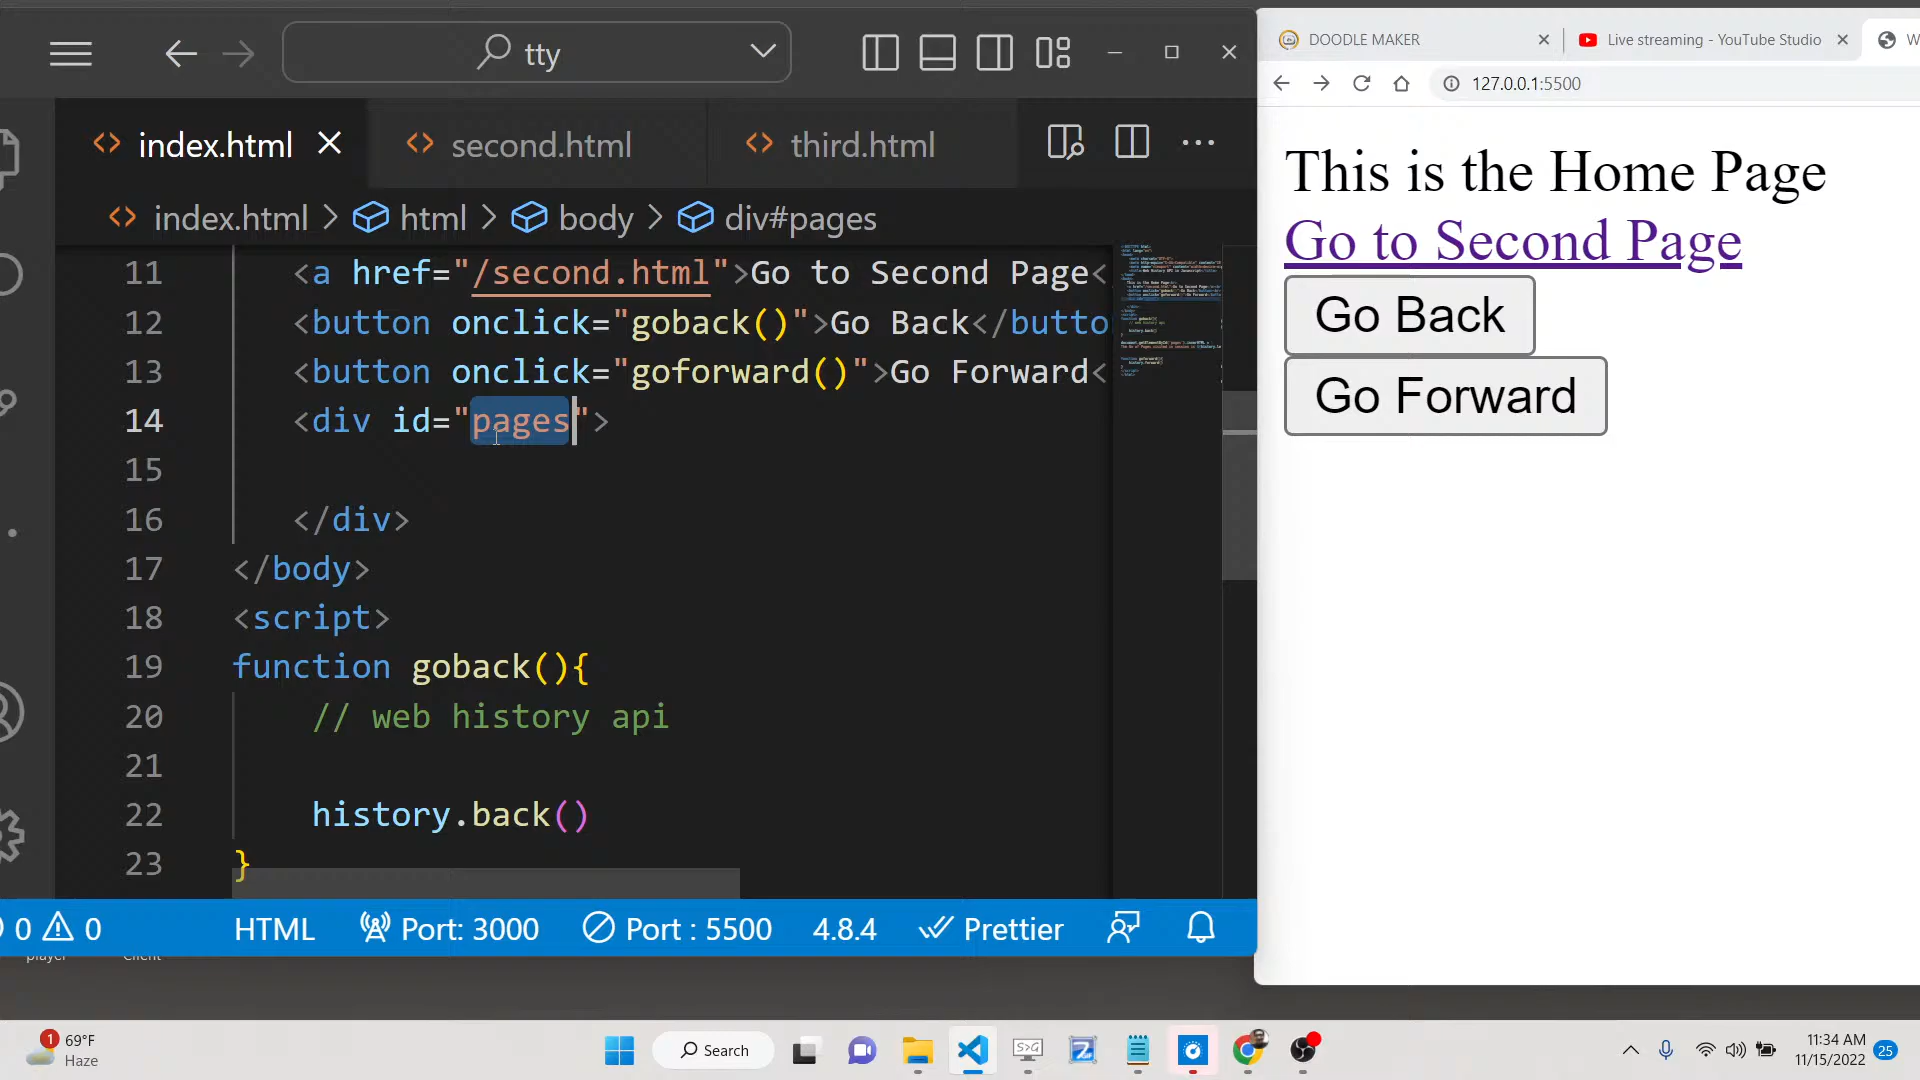 tty
index.html
second.html
third.html
index.html > html > body > div#pages
11 <a href="/second.html">Go to Second Page<
12 <button onclick="goback()">Go Back</butto
13 <button onclick="goforward()">Go Forward<
14 <div id="pages">
15
16 </div>
17 </body>
18 <script>
19 function goback(){
20 // web history api
21
22 history.back()
23 }
0 0 HTML Port: 3000 Port : 5500 4.8.4 Prettier
DOODLE MAKER
Live streaming - YouTube Studio
W
127.0.0.1:5500
This is the Home Page
Go to Second Page
Go Back
Go Forward
1
69°F
Haze
Search
11:34 AM
11/15/2022
25